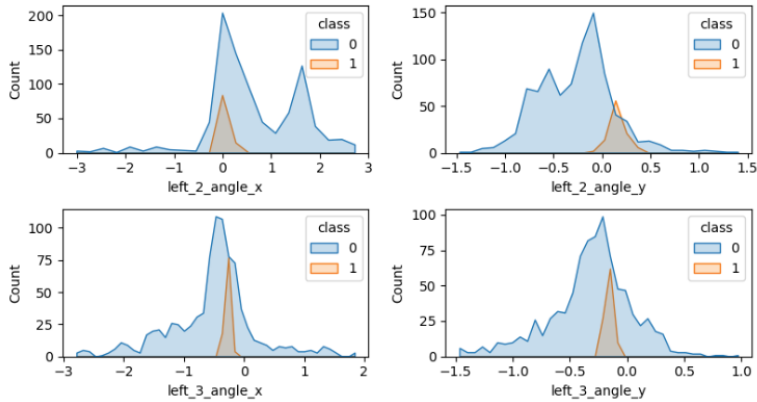 class
0
1
Count
200
150
100
50
0
−3 −2 −1 0 1 2 3
left_2_angle_x
class
0
1
Count
150
100
50
0
−1.5 −1.0 −0.5 0.0 0.5 1.0 1.5
left_2_angle_y
class
0
1
Count
100
75
50
25
0
−3 −2 −1 0 1 2
left_3_angle_x
class
0
1
Count
100
75
50
25
0
−1.5 −1.0 −0.5 0.0 0.5 1.0
left_3_angle_y